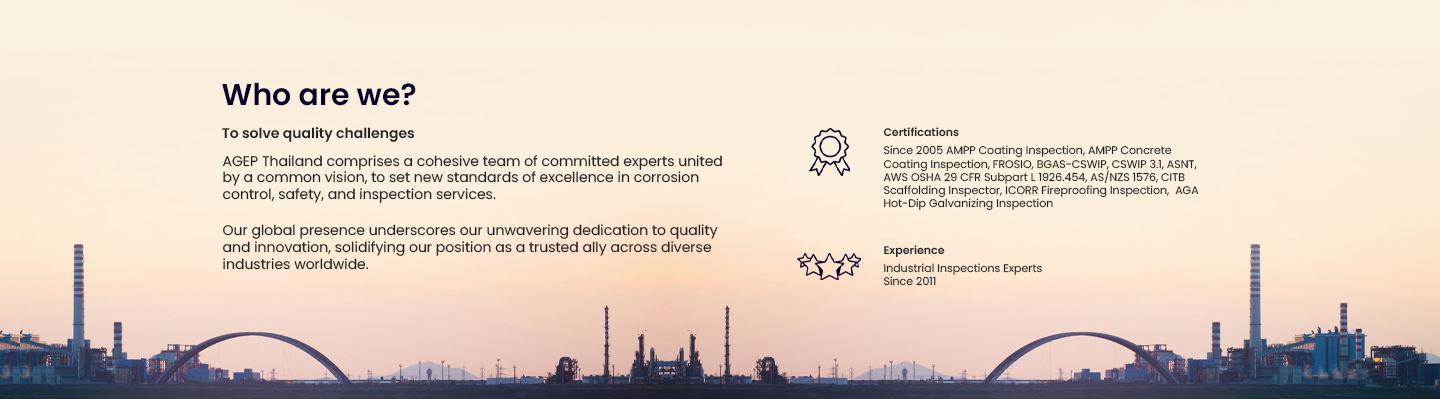 Who are we?
To solve quality challenges
AGEP Thailand comprises a cohesive team of committed experts united
by a common vision, to set new standards of excellence in corrosion
control, safety, and inspection services.
Our global presence underscores our unwavering dedication to quality
and innovation, solidifying our position as a trusted ally across diverse
industries worldwide.
Certifications
Since 2005 AMPP Coating Inspection, AMPP Concrete
Coating Inspection, FROSIO, BGAS-CSWIP, CSWIP 3.1, ASNT,
AWS OSHA 29 CFR Subpart L 1926.454, AS/NZS 1576, CITB
Scaffolding Inspector, ICORR Fireproofing Inspection,  AGA
Hot-Dip Galvanizing Inspection
Experience
Industrial Inspections Experts
Since 2011